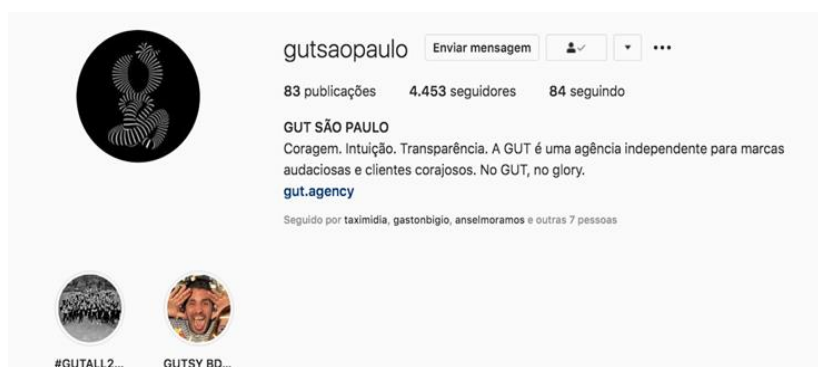 gutsaopaulo Enviar mensagem
83 publicações 4.453 seguidores 84 seguindo
GUT SÃO PAULO
Coragem. Intuição. Transparência. A GUT é uma agência independente para marcas
audaciosas e clientes corajosos. No GUT, no glory.
gut.agency
Seguido por taximidia, gastonbigio, anselmoramos e outras 7 pessoas
#GUTALL2... GUTSY BD...